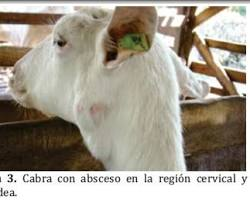 3. Cabra con absceso en la región cervical y
dea.